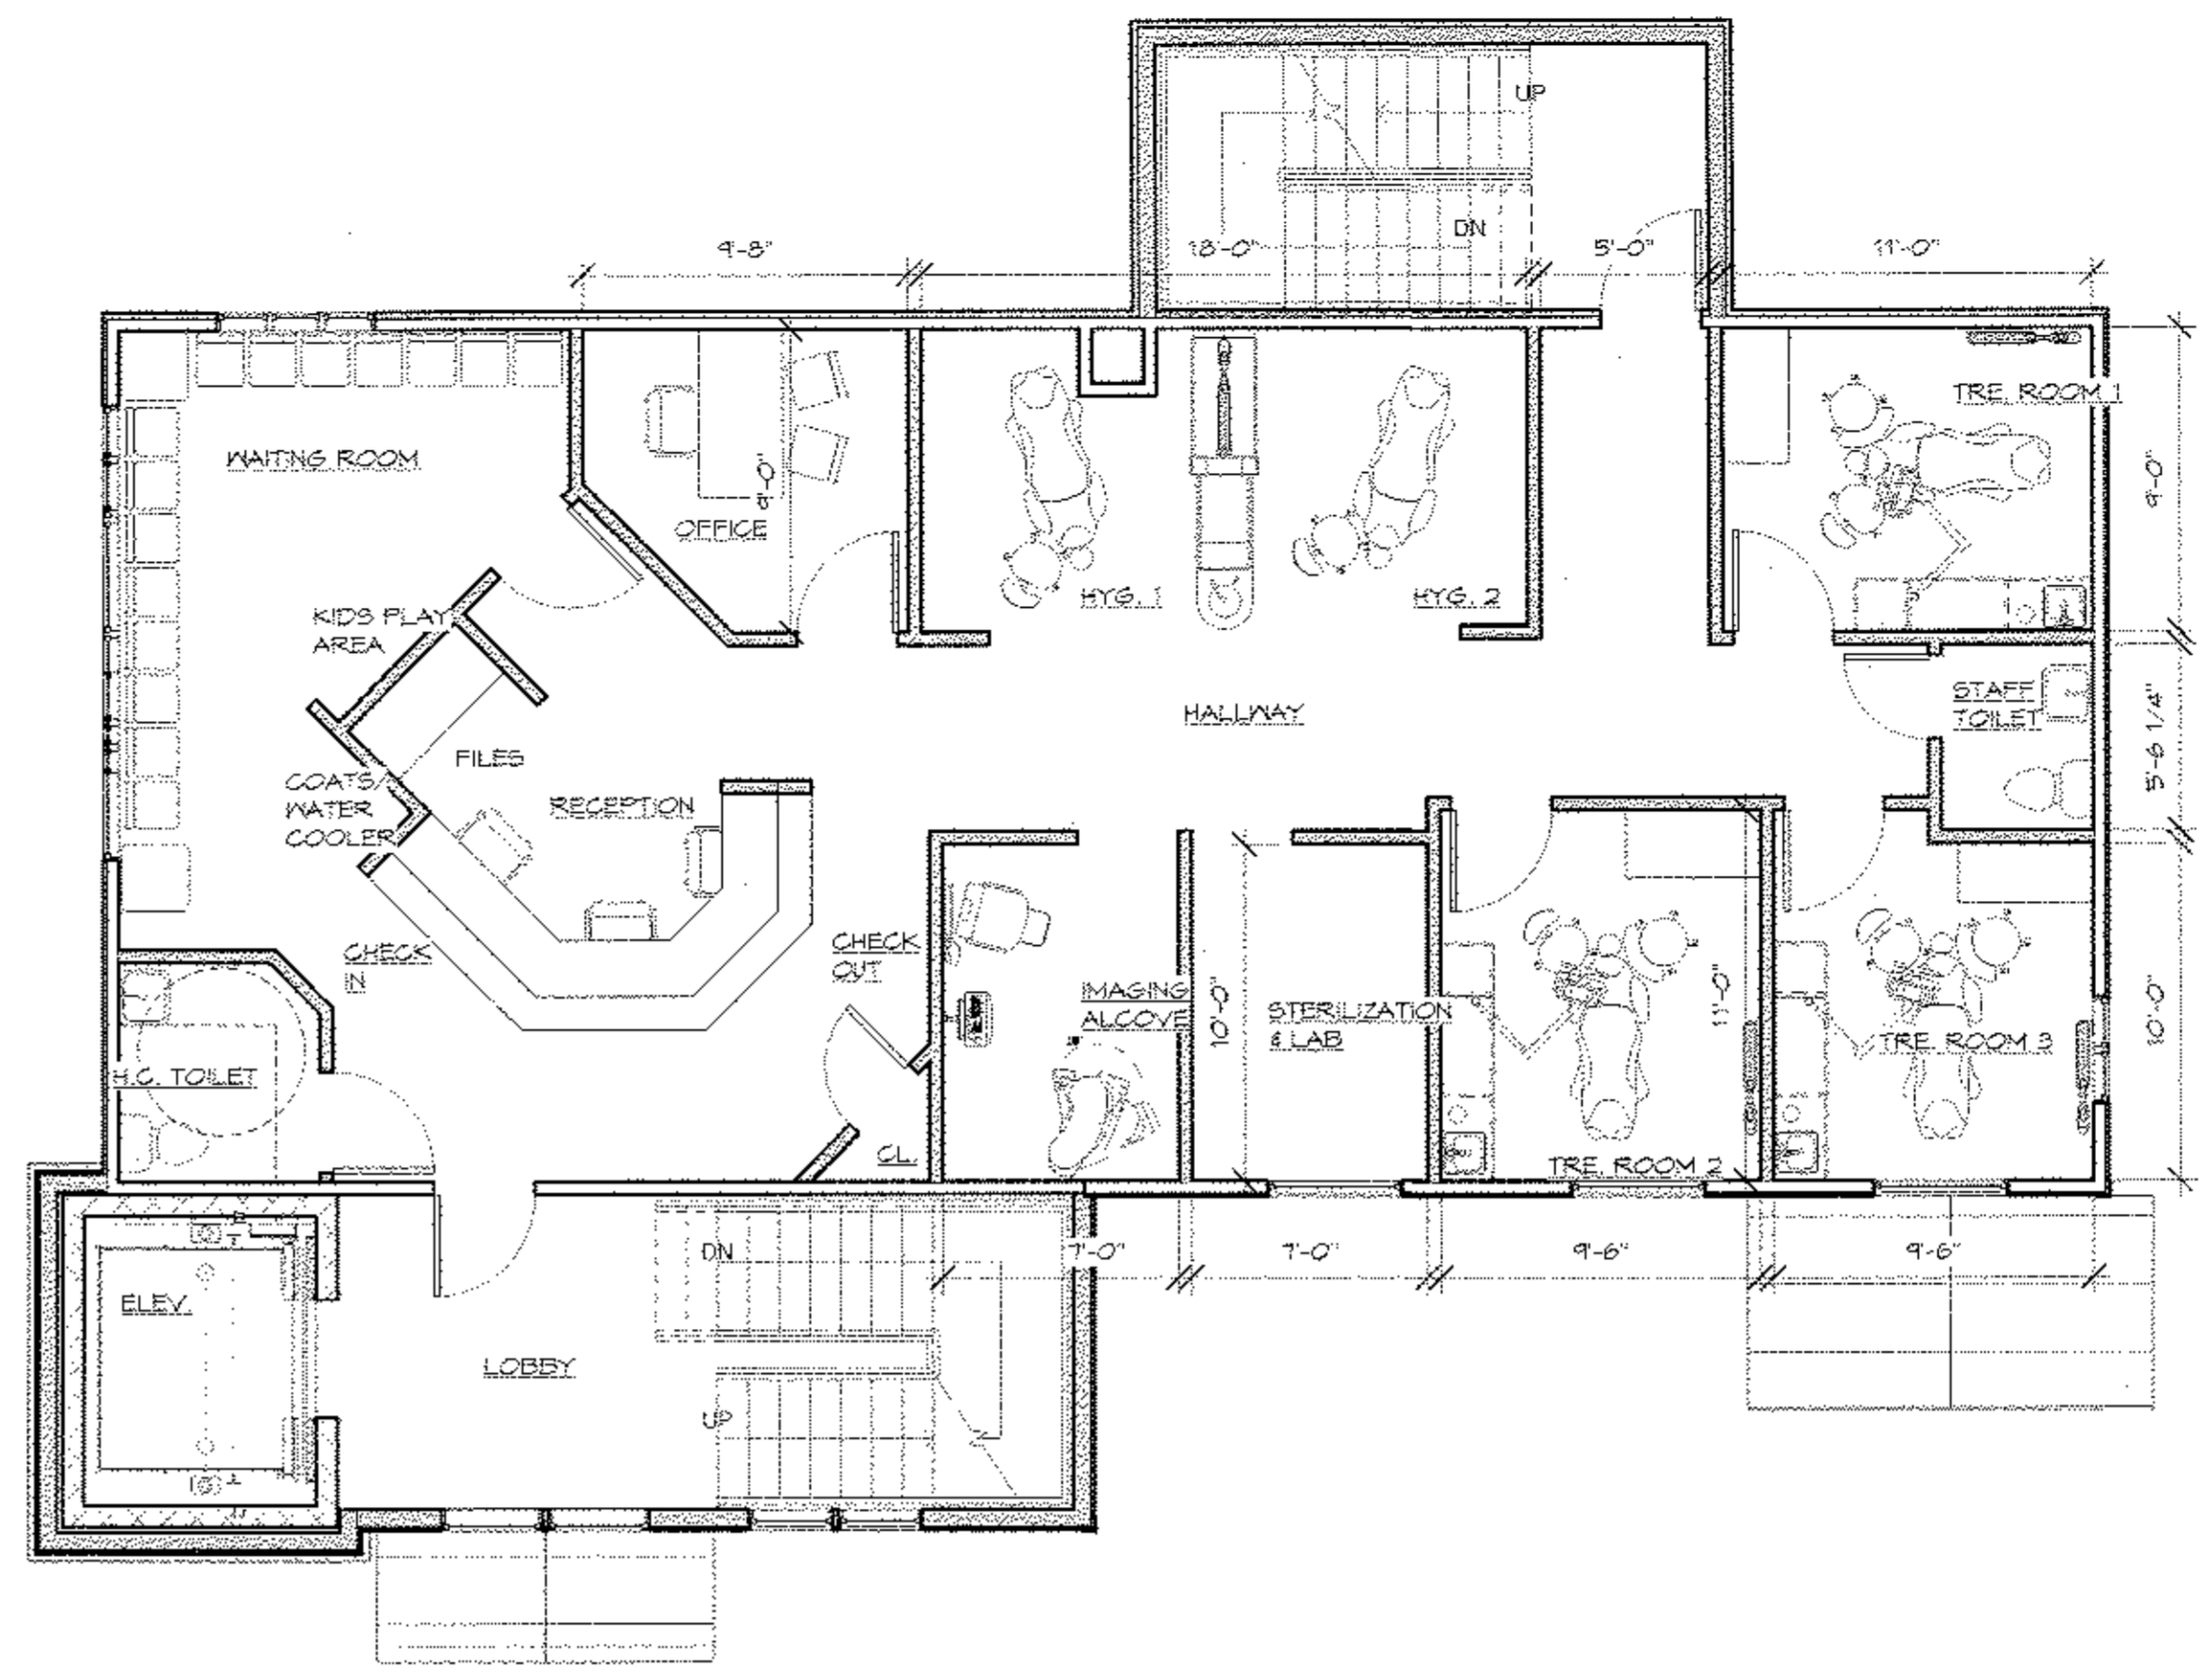 UP
DN
9'-8"
18'-0"
5'-0"
11'-0"
TRE. ROOM 1
WAITNG ROOM
9'-0"
9'-0"
OFFICE
HYG. 1
HYG. 2
KIDS PLAY
AREA
STAFF
TOILET
5'-6 1/4"
HALLWAY
FILES
COATS/
WATER
COOLER
RECEPTION
CHECK
IN
CHECK
OUT
IMAGING
ALCOVE
10'-0"
STERILIZATION
& LAB
11'-0"
TRE. ROOM 3
10'-0"
H.C. TOILET
CL.
TRE. ROOM 2
DN
7'-0"
7'-0"
9'-6"
9'-6"
ELEV.
LOBBY
UP